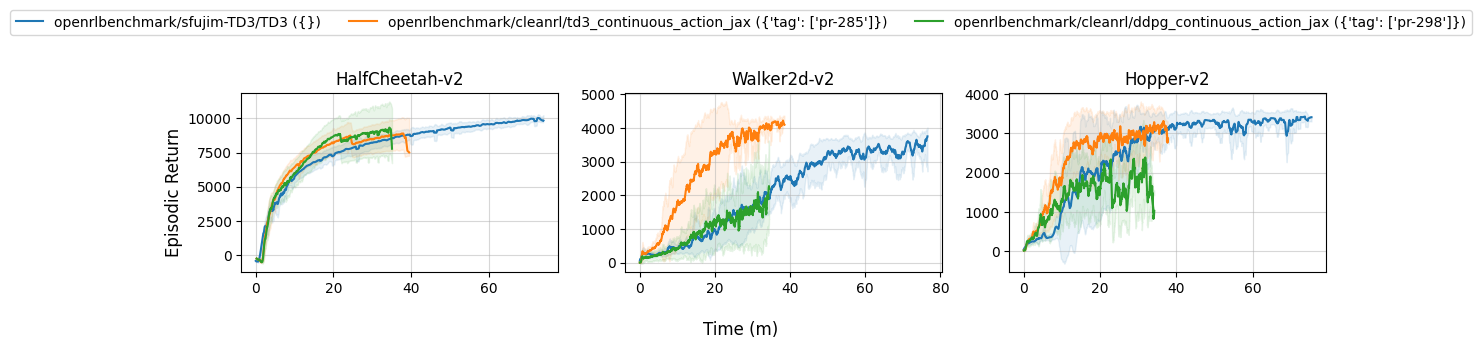 openrlbenchmark/sfujim-TD3/TD3 ({})
openrlbenchmark/cleanrl/td3_continuous_action_jax ({'tag': ['pr-285']})
openrlbenchmark/cleanrl/ddpg_continuous_action_jax ({'tag': ['pr-298']})
HalfCheetah-v2
Walker2d-v2
Hopper-v2
Episodic Return
10000
7500
5000
2500
0
0 20 40 60
5000
4000
3000
2000
1000
0
0 20 40 60 80
4000
3000
2000
1000
0
0 20 40 60
Time (m)